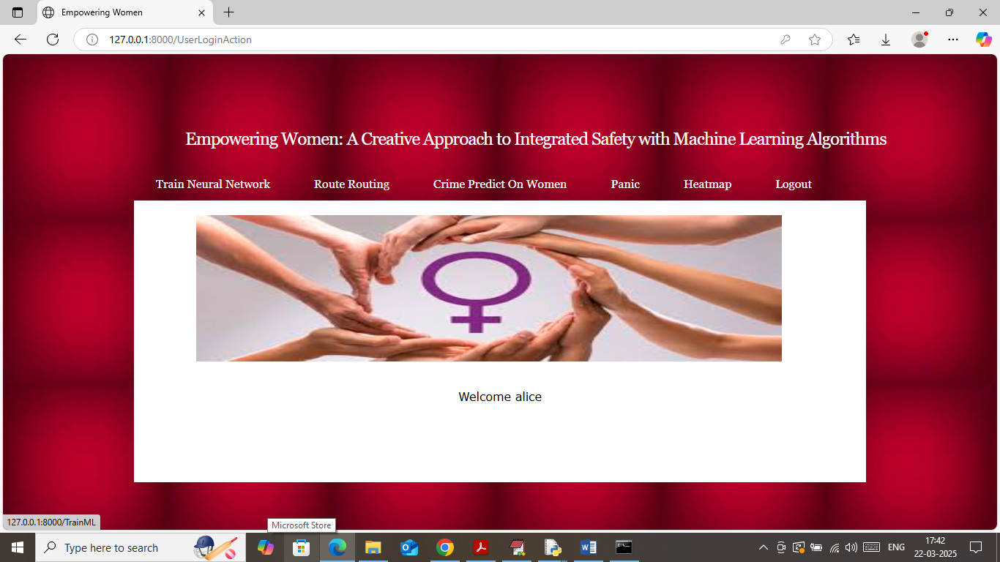 Empowering Women
127.0.0.1:8000/UserLoginAction
Empowering Women: A Creative Approach to Integrated Safety with Machine Learning Algorithms
Train Neural Network Route Routing Crime Predict On Women Panic Heatmap Logout
Welcome alice
127.0.0.1:8000/TrainML
Microsoft Store
Type here to search
ENG
17:42
22-03-2025